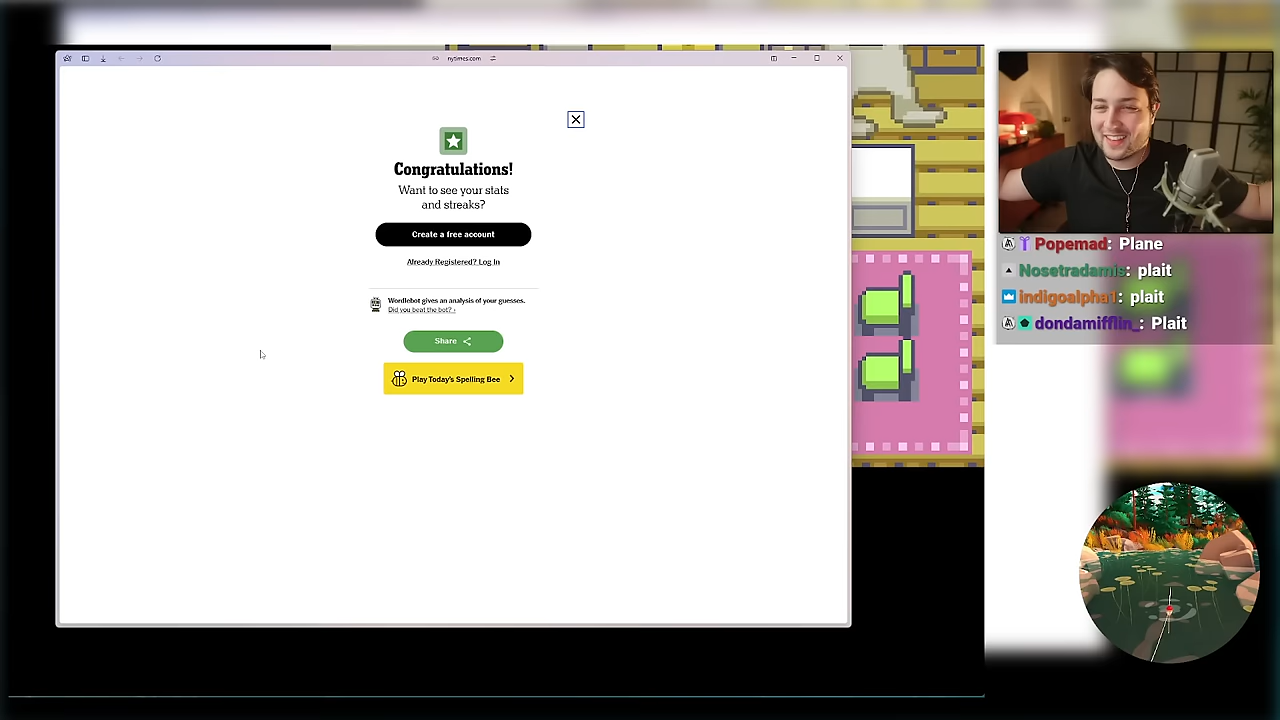 nytimes.com
Congratulations!
Want to see your stats
and streaks?
Create a free account
Already Registered? Log In
Wordlebot gives an analysis of your guesses.
Did you beat the bot? ›
Share
Play Today's Spelling Bee
Popemad: Plane
Nosetradamis: plait
indigoalpha1: plait
dondamifflin_: Plait